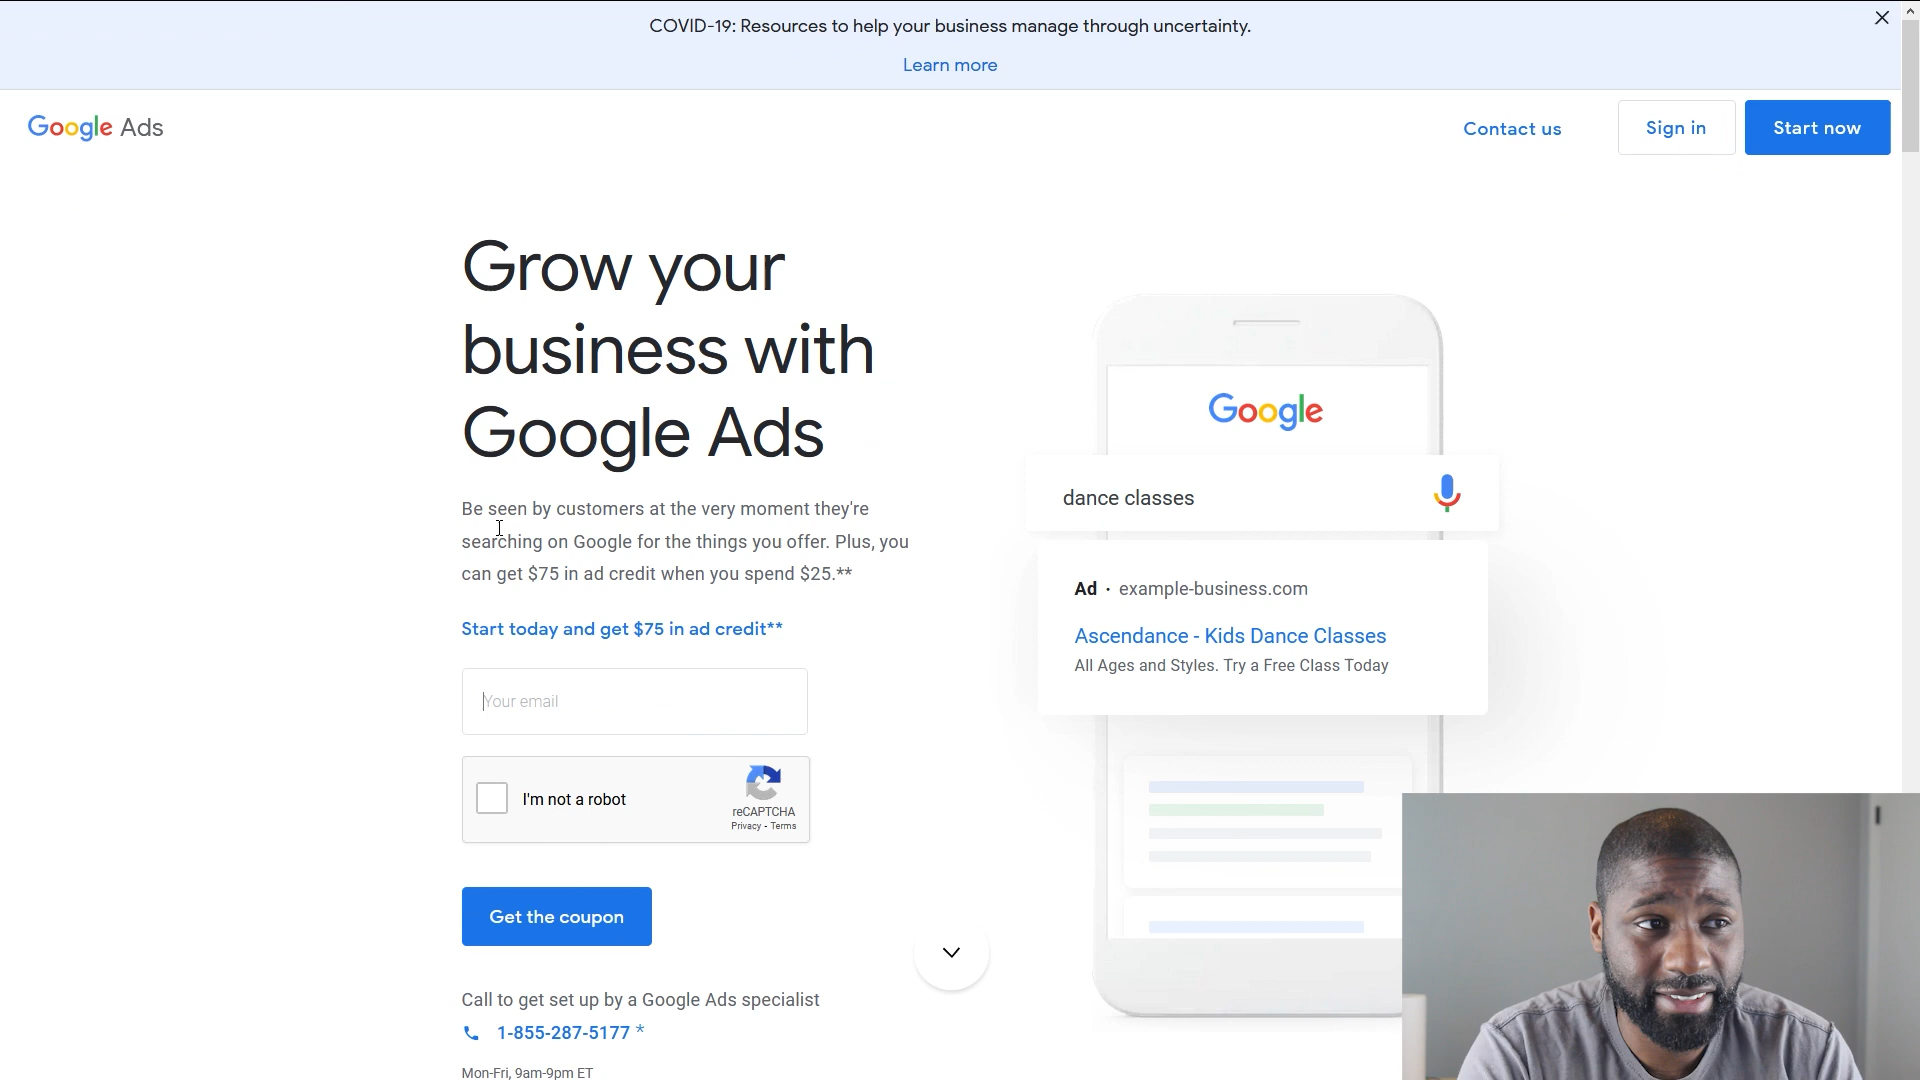 COVID-19: Resources to help your business manage through uncertainty.
Learn more
Google Ads
Contact us
Sign in
Start now
Grow your
business with
Google Ads
Be seen by customers at the very moment they're
searching on Google for the things you offer. Plus, you
can get $75 in ad credit when you spend $25.**
Start today and get $75 in ad credit**
Your email
I'm not a robot
reCAPTCHA
Privacy - Terms
Get the coupon
Call to get set up by a Google Ads specialist
1-855-287-5177 *
Mon-Fri, 9am-9pm ET
Google
dance classes
Ad · example-business.com
Ascendance - Kids Dance Classes
All Ages and Styles. Try a Free Class Today